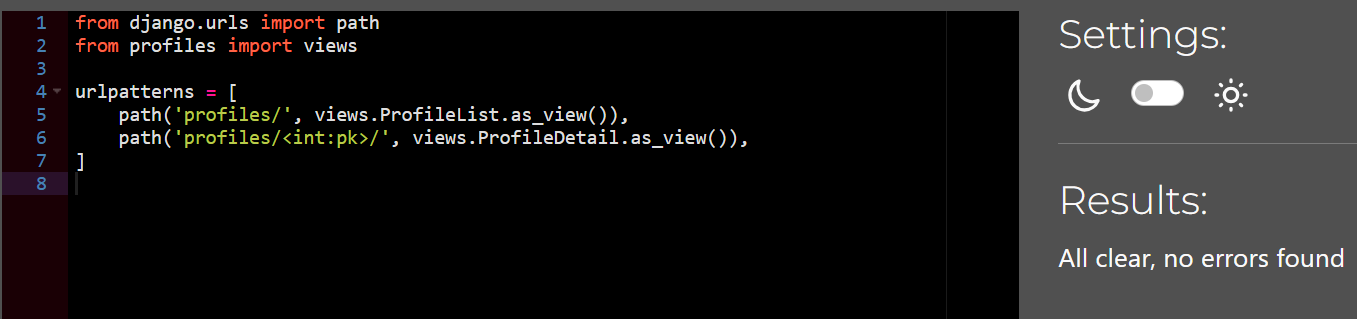 1 from django.urls import path
2 from profiles import views
3
4 urlpatterns = [
5     path('profiles/', views.ProfileList.as_view()),
6     path('profiles/<int:pk>/', views.ProfileDetail.as_view()),
7 ]
8
Settings:
Results:
All clear, no errors found